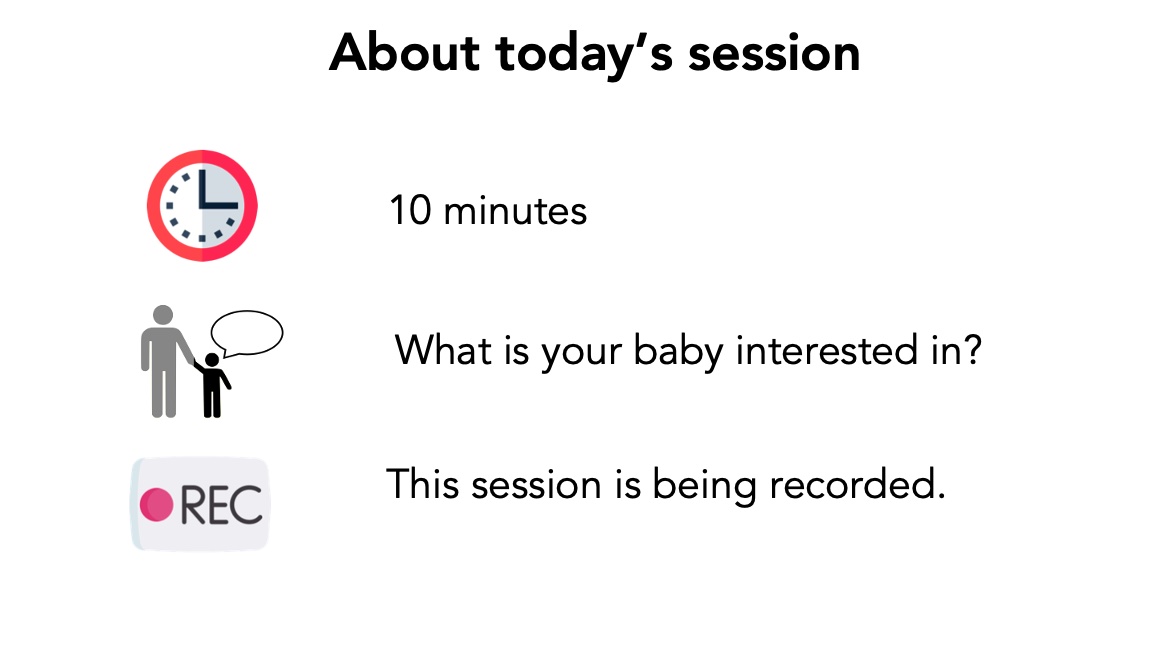 About today’s session
10 minutes
What is your baby interested in?
REC
This session is being recorded.